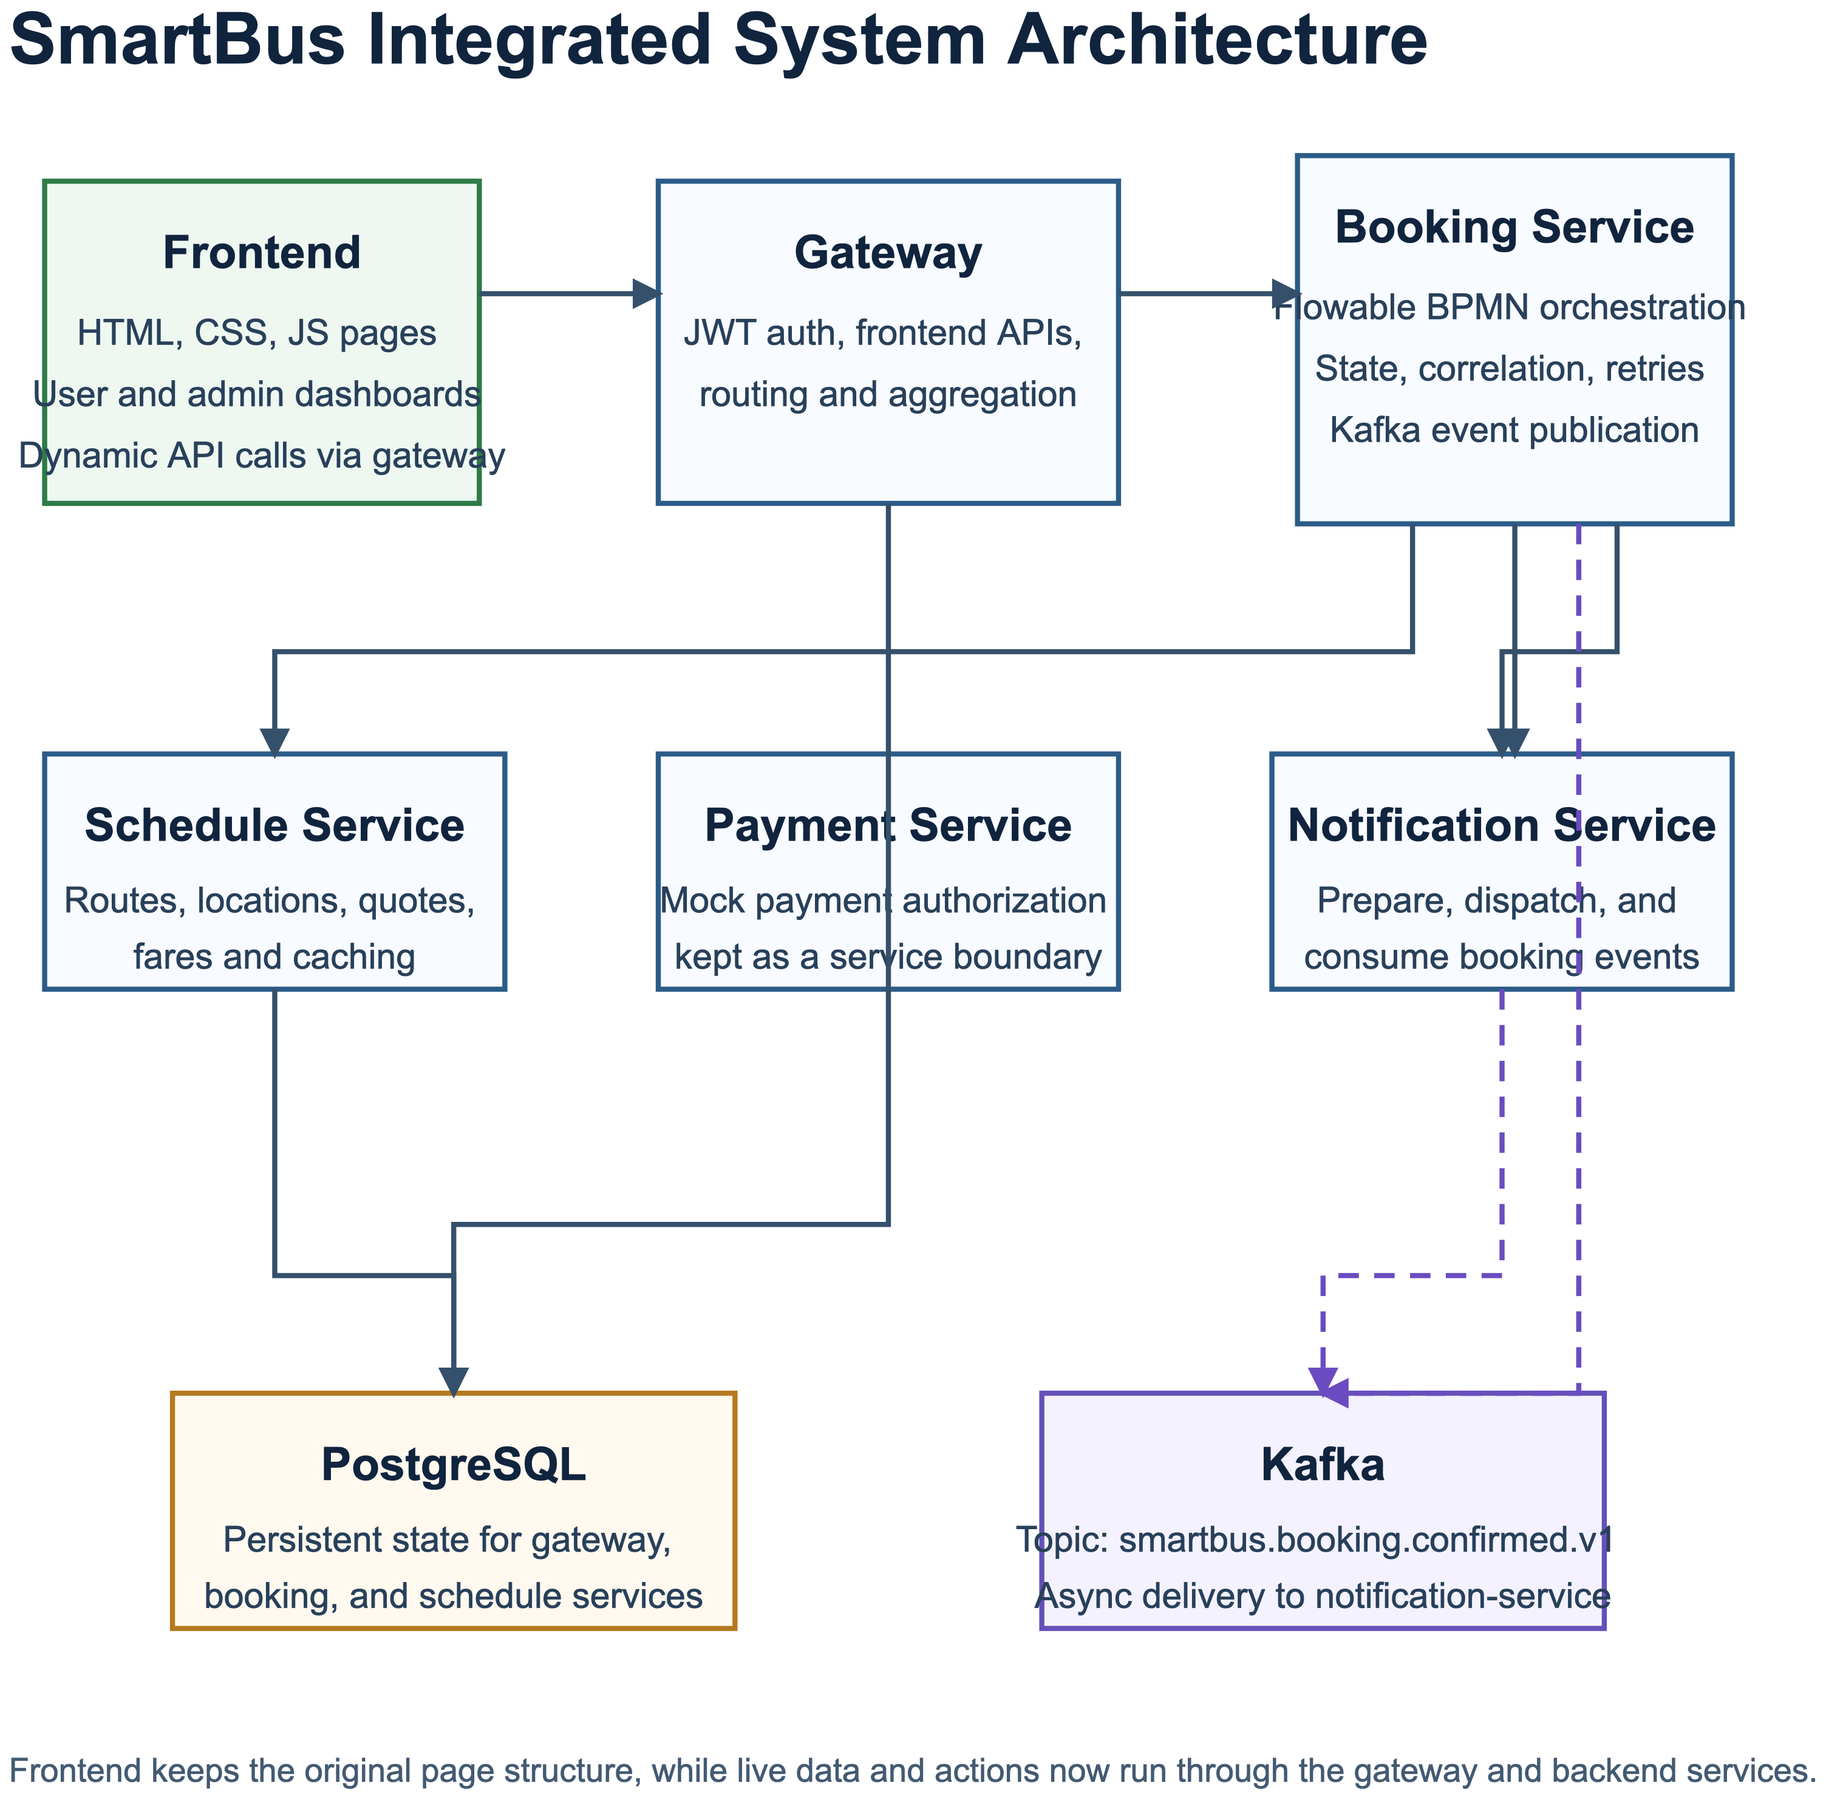 SmartBus Integrated System Architecture
Frontend
HTML, CSS, JS pages
User and admin dashboards
Dynamic API calls via gateway
Gateway
JWT auth, frontend APIs,
routing and aggregation
Booking Service
Flowable BPMN orchestration
State, correlation, retries
Kafka event publication
Schedule Service
Routes, locations, quotes,
fares and caching
Payment Service
Mock payment authorization
kept as a service boundary
Notification Service
Prepare, dispatch, and
consume booking events
PostgreSQL
Persistent state for gateway,
booking, and schedule services
Kafka
Topic: smartbus.booking.confirmed.v1
Async delivery to notification-service
Frontend keeps the original page structure, while live data and actions now run through the gateway and backend services.